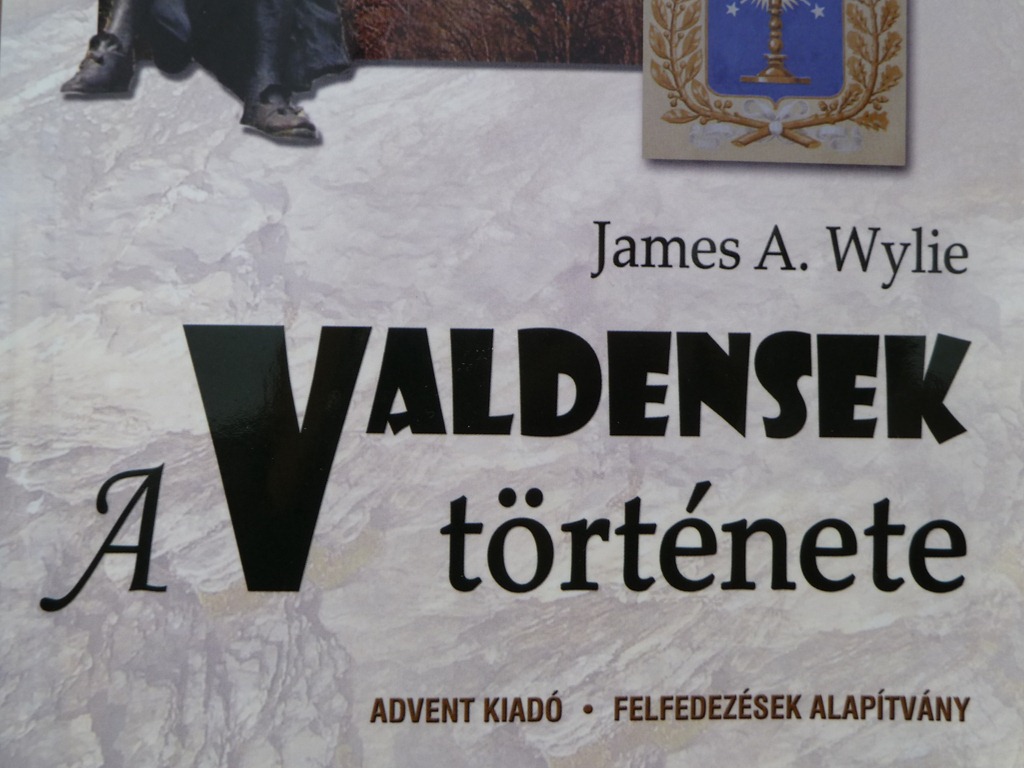 James A. Wylie
A VALDENSEK
története
ADVENT KIADÓ • FELFEDEZÉSEK ALAPÍTVÁNY